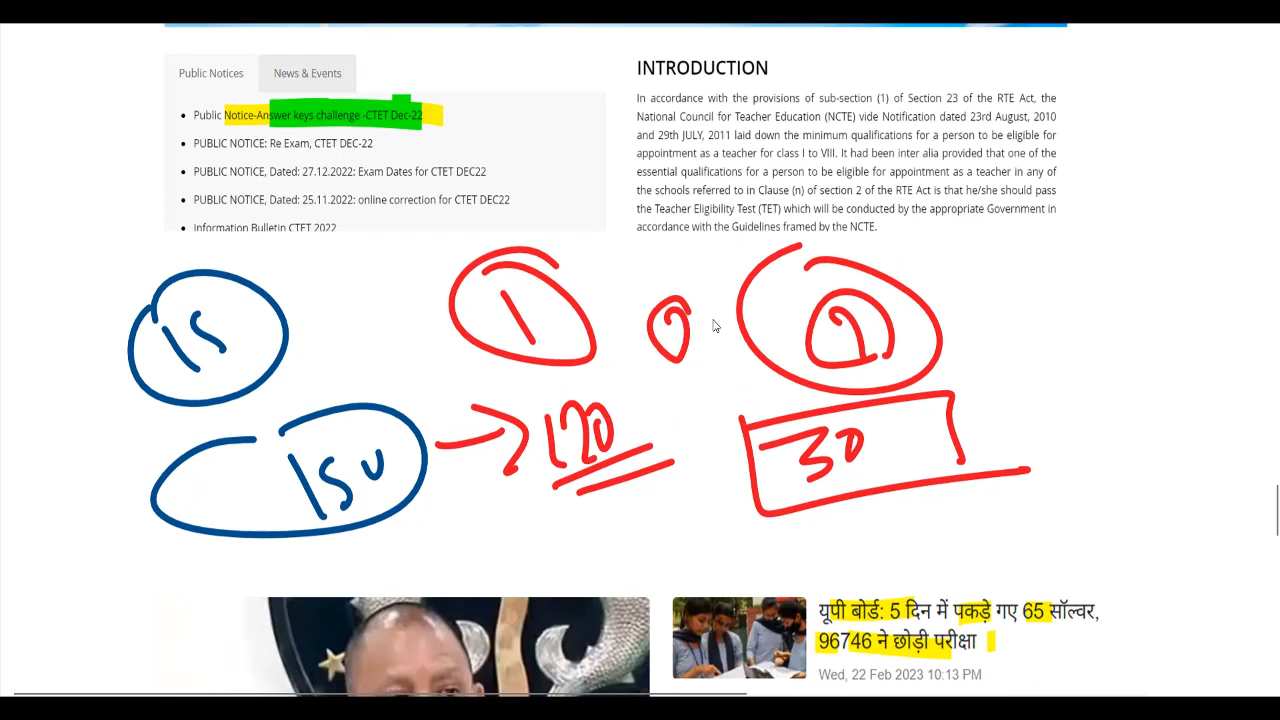 Public Notices
News & Events
Public Notice-Answer keys challenge -CTET Dec-22
PUBLIC NOTICE: Re Exam, CTET DEC-22
PUBLIC NOTICE, Dated: 27.12.2022: Exam Dates for CTET DEC22
PUBLIC NOTICE, Dated: 25.11.2022: online correction for CTET DEC22
Information Bulletin CTET 2022
INTRODUCTION
In accordance with the provisions of sub-section (1) of Section 23 of the RTE Act, the
National Council for Teacher Education (NCTE) vide Notification dated 23rd August, 2010
and 29th JULY, 2011 laid down the minimum qualifications for a person to be eligible for
appointment as a teacher for class I to VIII. It had been inter alia provided that one of the
essential qualifications for a person to be eligible for appointment as a teacher in any of
the schools referred to in Clause (n) of section 2 of the RTE Act is that he/she should pass
the Teacher Eligibility Test (TET) which will be conducted by the appropriate Government in
accordance with the Guidelines framed by the NCTE.
15
1
150
120
30
यूपी बोर्ड: 5 दिन में पकड़े गए 65 सॉल्वर,
96746 ने छोड़ी परीक्षा
Wed, 22 Feb 2023 10:13 PM